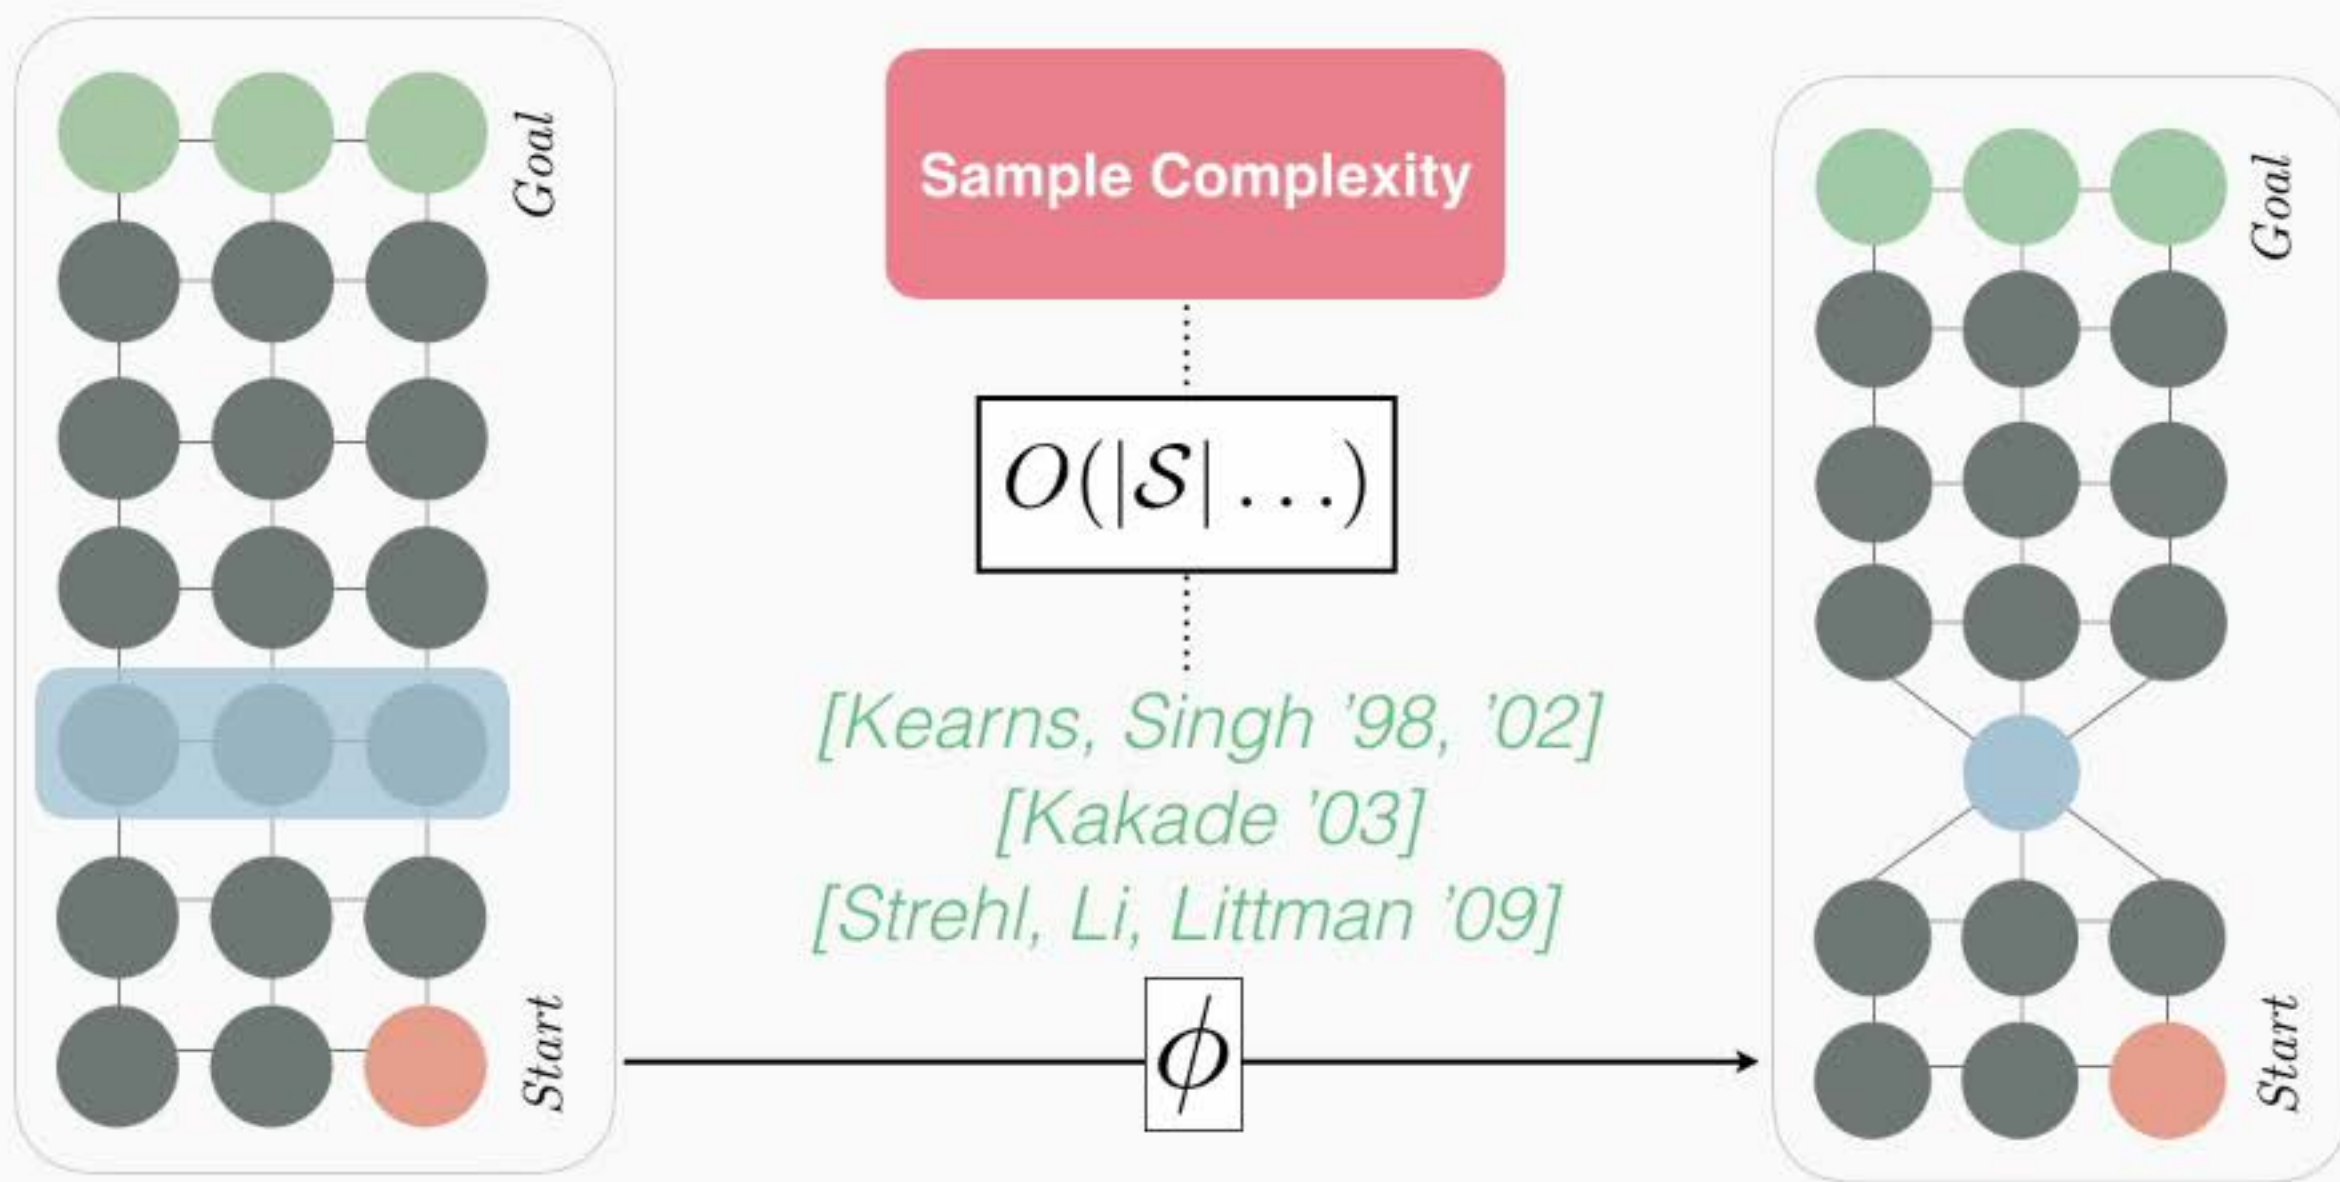 Goal
Start
Sample Complexity
O(|𝒮| ...)
[Kearns, Singh '98, '02]
[Kakade '03]
[Strehl, Li, Littman '09]
ϕ
Goal
Start